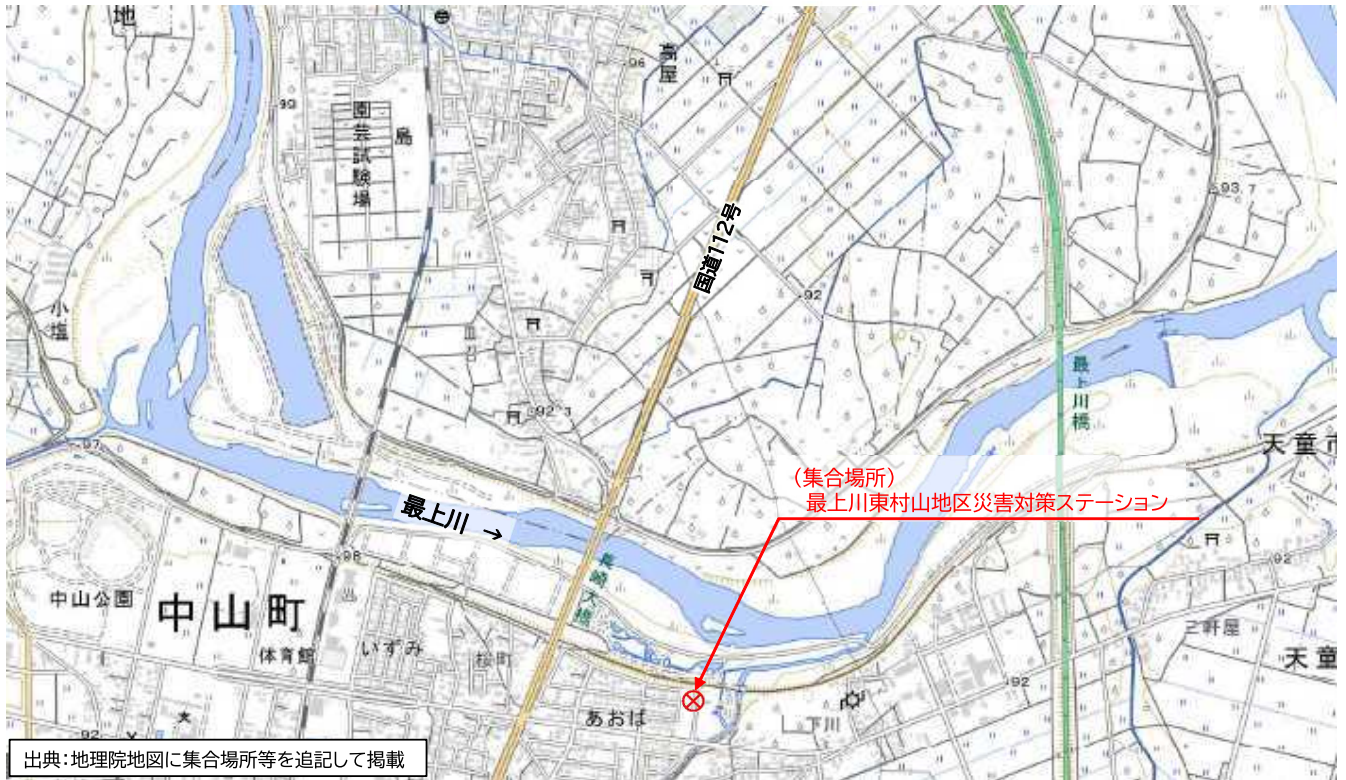 地
高屋
96
99
園芸試験場
島
国道112号
93.7
92
小塩
92.3
最上川橋
97
天童市
（集合場所）
最上川東村山地区災害対策ステーション
最上川 →
98
長崎大橋
92
中山公園
中山町
いずみ
体育館
桜町
三軒屋
天童
92
あおば
下川
92
出典：地理院地図に集合場所等を追記して掲載